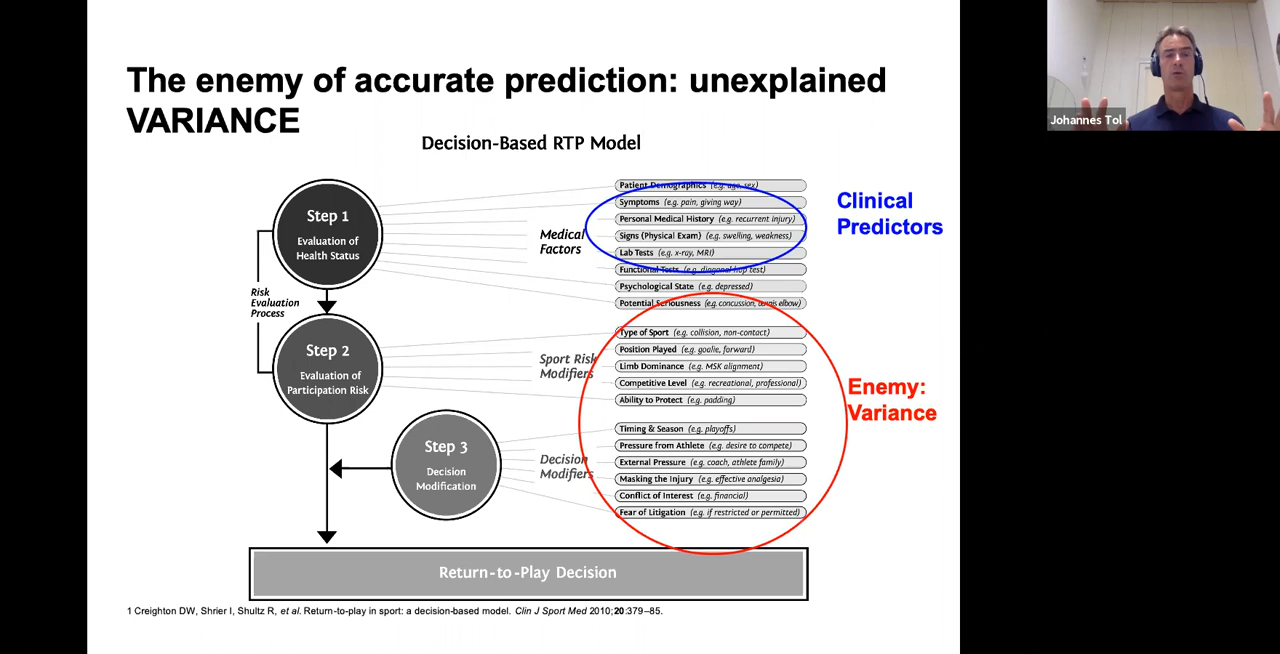 The enemy of accurate prediction: unexplained
VARIANCE
Decision-Based RTP Model
Step 1
Evaluation of
Health Status
Risk
Evaluation
Process
Step 2
Evaluation of
Participation Risk
Step 3
Decision
Modification
Medical
Factors
Patient Demographics (e.g. age, sex)
Symptoms (e.g. pain, giving way)
Personal Medical History (e.g. recurrent injury)
Signs (Physical Exam) (e.g. swelling, weakness)
Lab Tests (e.g. x-ray, MRI)
Functional Tests (e.g. diagonal hop test)
Psychological State (e.g. depressed)
Potential Seriousness (e.g. concussion, tennis elbow)
Sport Risk
Modifiers
Type of Sport (e.g. collision, non-contact)
Position Played (e.g. goalie, forward)
Limb Dominance (e.g. MSK alignment)
Competitive Level (e.g. recreational, professional)
Ability to Protect (e.g. padding)
Decision
Modifiers
Timing & Season (e.g. playoffs)
Pressure from Athlete (e.g. desire to compete)
External Pressure (e.g. coach, athlete family)
Masking the Injury (e.g. effective analgesia)
Conflict of Interest (e.g. financial)
Fear of Litigation (e.g. if restricted or permitted)
Clinical
Predictors
Enemy:
Variance
Return-to-Play Decision
1 Creighton DW, Shrier I, Shultz R, et al. Return-to-play in sport: a decision-based model. Clin J Sport Med 2010;20:379–85.
Johannes Tol